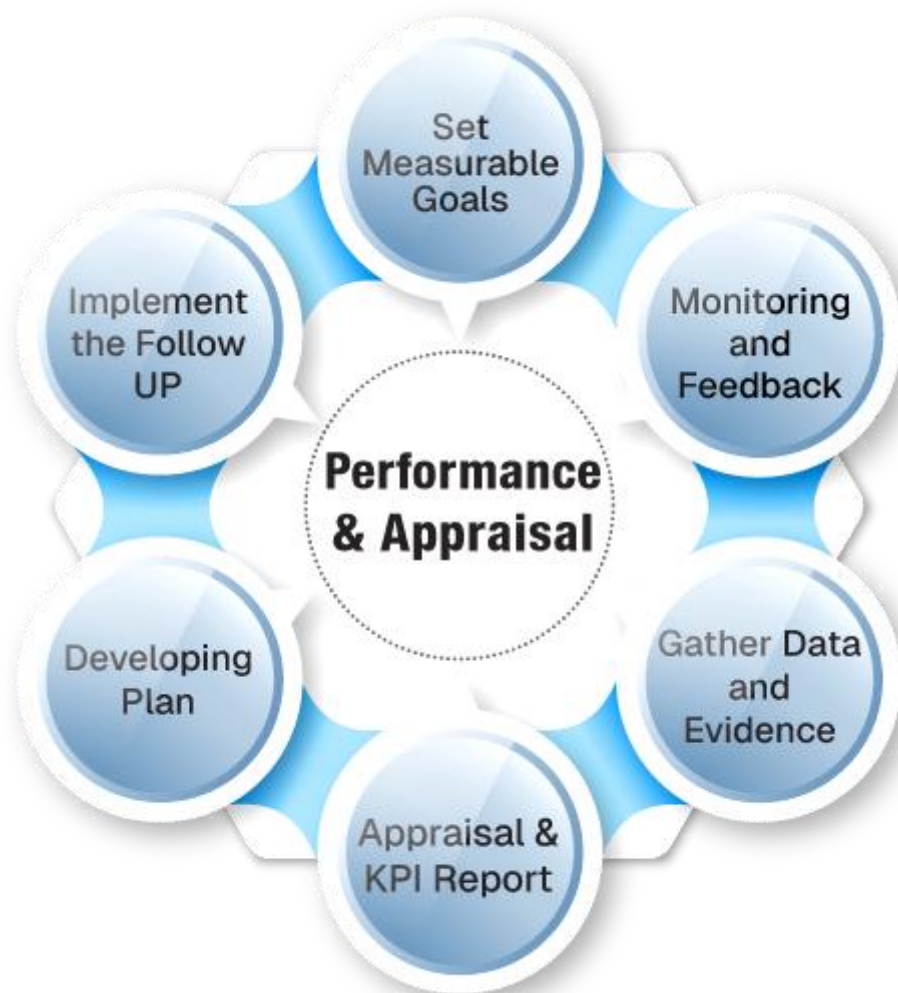 Set
Measurable
Goals
Monitoring
and
Feedback
Gather Data
and
Evidence
Appraisal &
KPI Report
Developing
Plan
Implement
the Follow
UP
Performance
& Appraisal